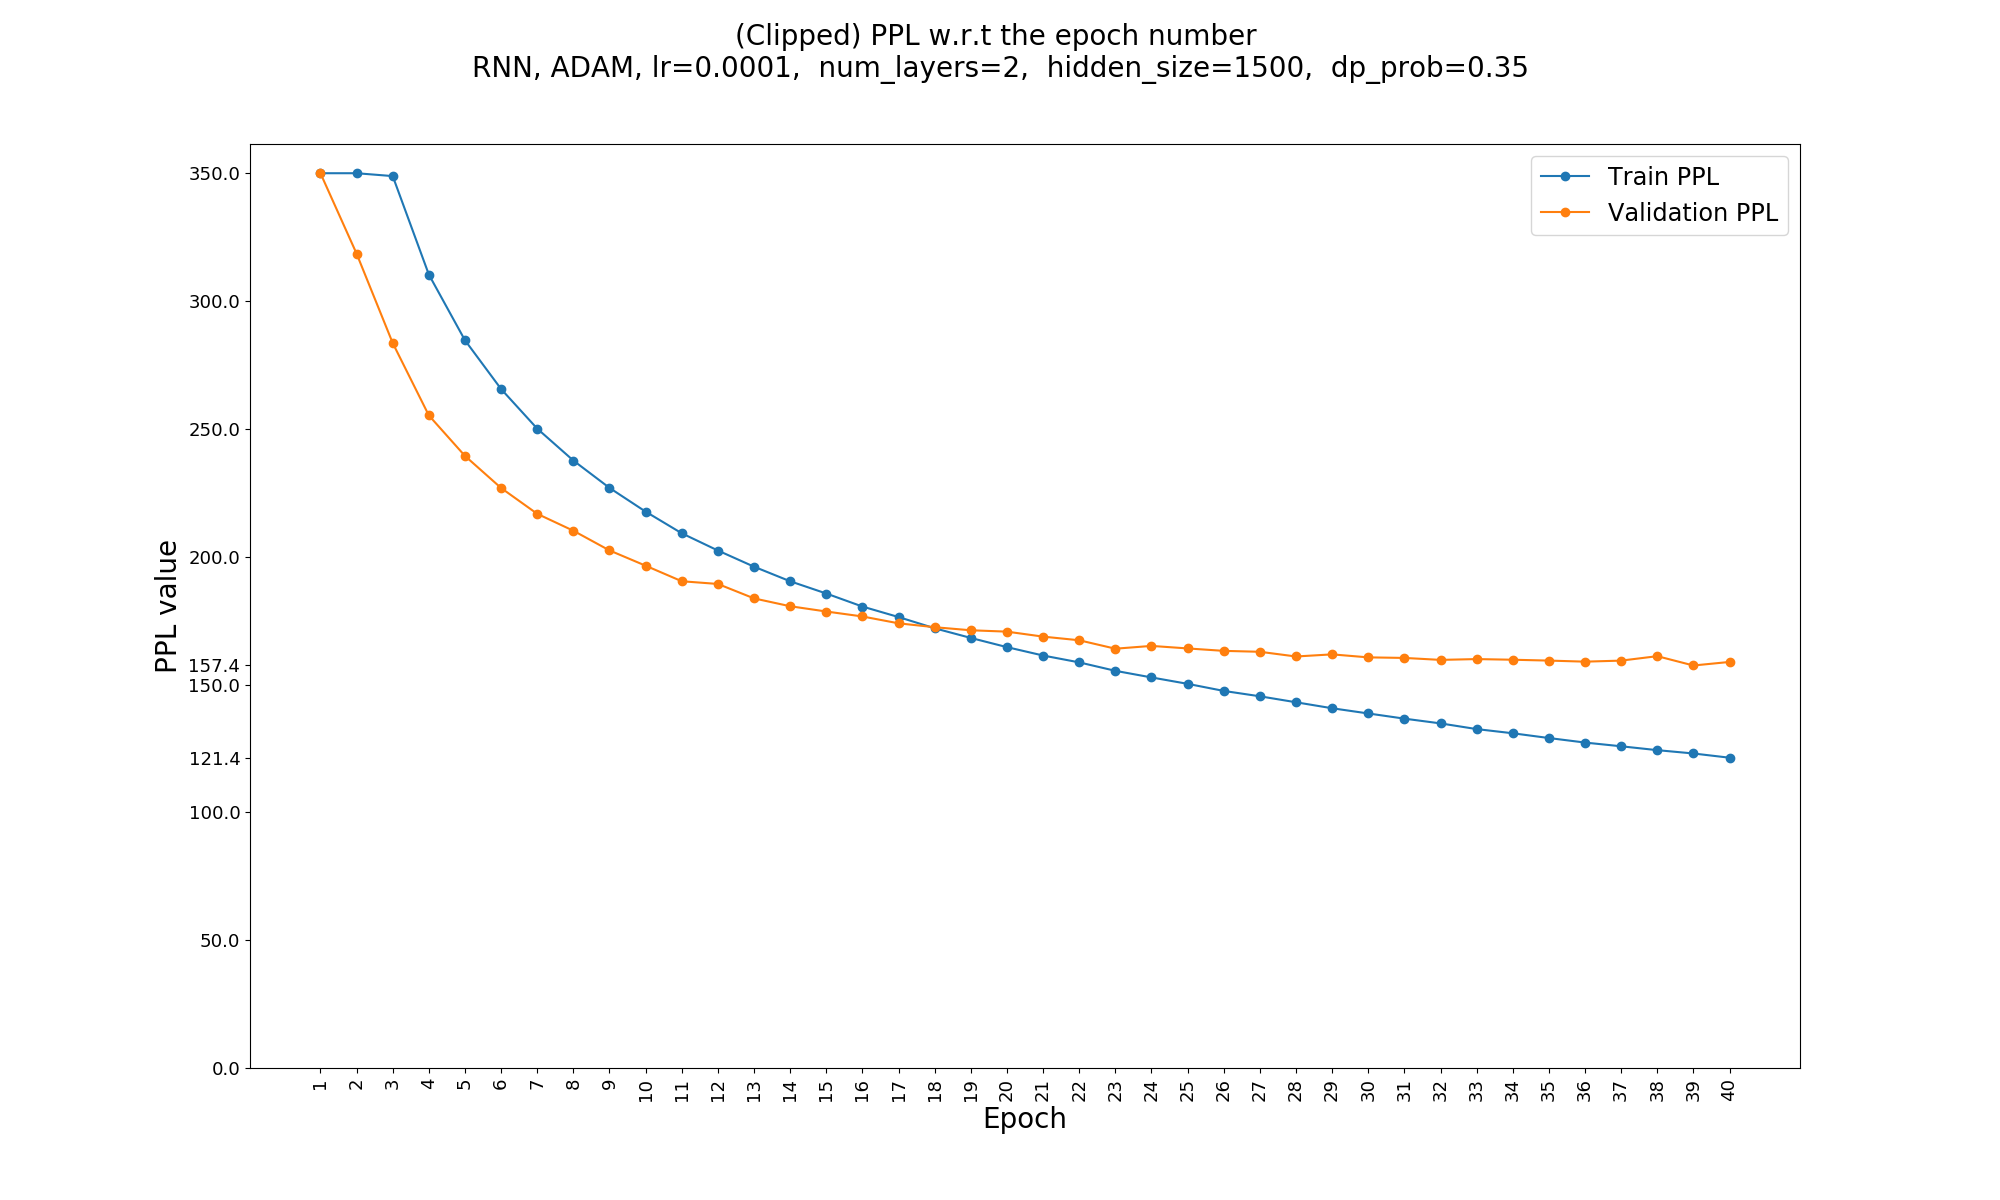 (Clipped) PPL w.r.t the epoch number
RNN, ADAM, lr=0.0001,  num_layers=2,  hidden_size=1500,  dp_prob=0.35
Train PPL
Validation PPL
PPL value
350.0
300.0
250.0
200.0
157.4
150.0
121.4
100.0
50.0
0.0
1 2 3 4 5 6 7 8 9 10 11 12 13 14 15 16 17 18 19 20 21 22 23 24 25 26 27 28 29 30 31 32 33 34 35 36 37 38 39 40
Epoch